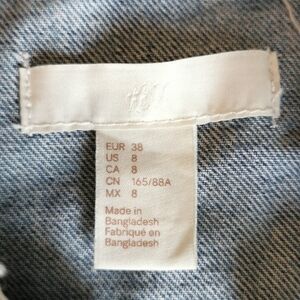 H&M
EUR 38
US 8
CA 8
CN 165/88A
MX 8
Made in
Bangladesh
Fabriqué en
Bangladesh